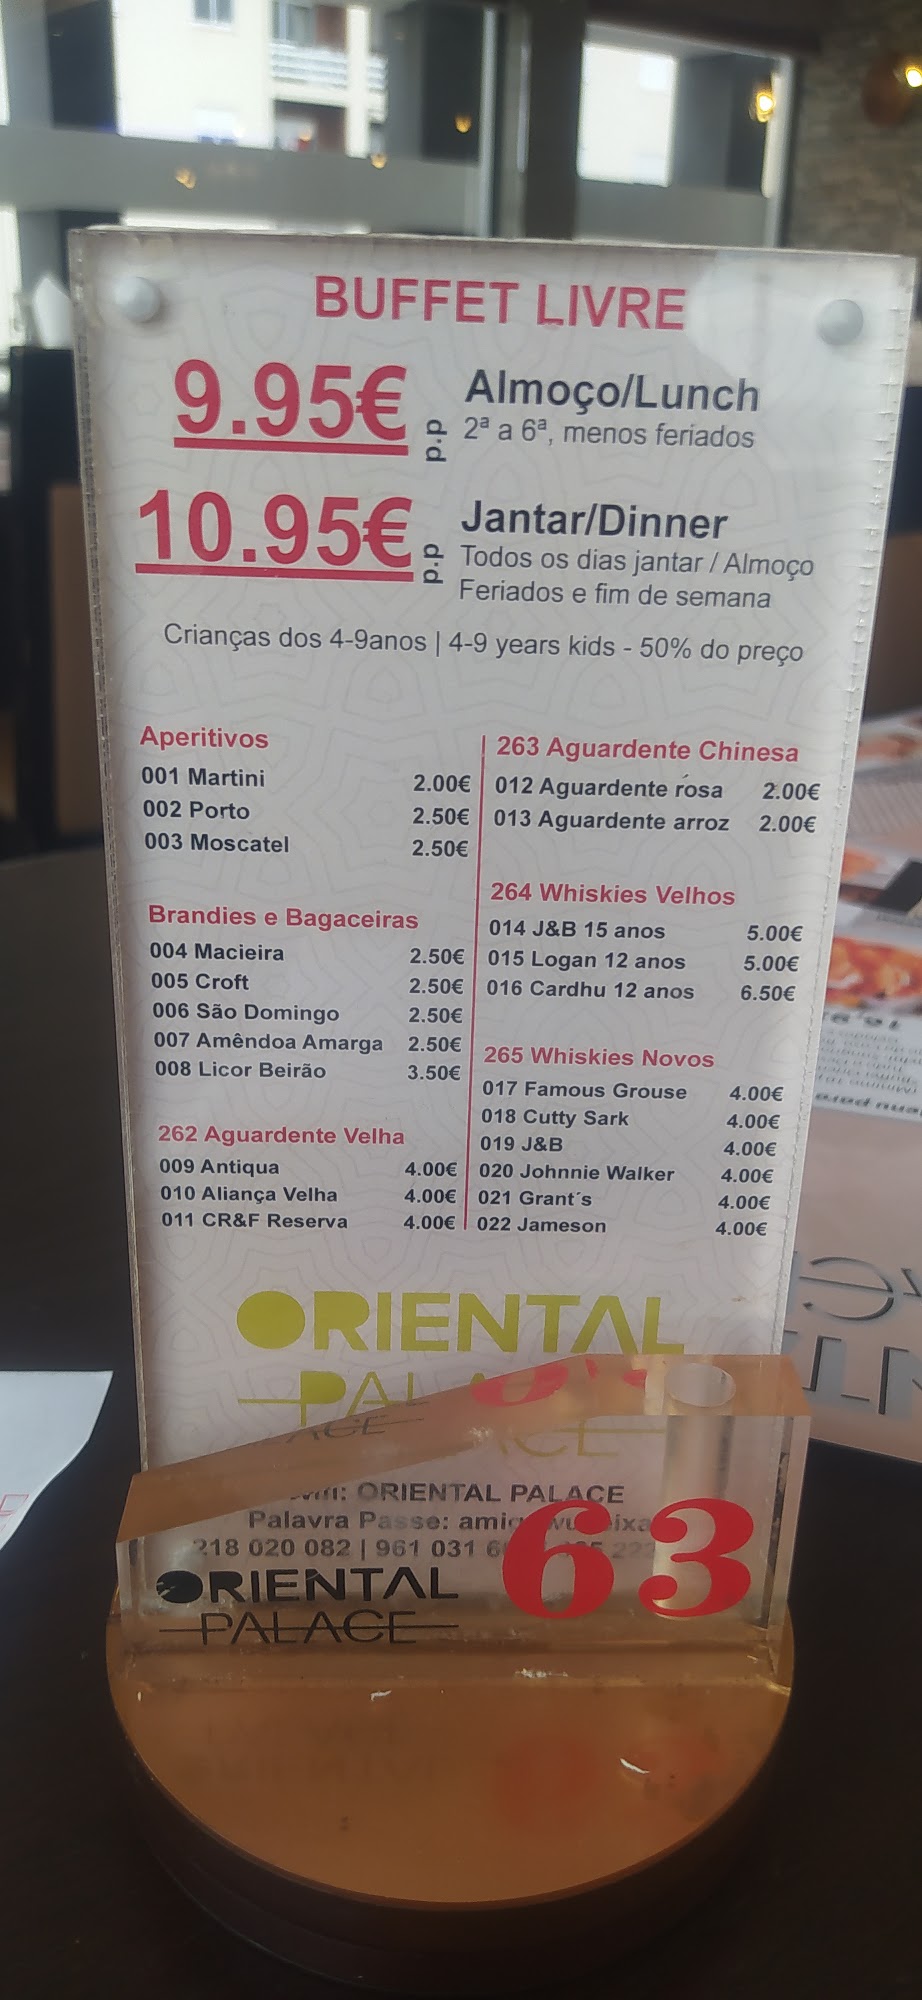 BUFFET LIVRE
9.95€ p.p Almoço/Lunch
2ª a 6ª, menos feriados
10.95€ p.p Jantar/Dinner
Todos os dias jantar / Almoço
Feriados e fim de semana
Crianças dos 4-9anos | 4-9 years kids - 50% do preço
Aperitivos
001 Martini 2.00€
002 Porto 2.50€
003 Moscatel 2.50€
Brandies e Bagaceiras
004 Macieira 2.50€
005 Croft 2.50€
006 São Domingo 2.50€
007 Amêndoa Amarga 2.50€
008 Licor Beirão 3.50€
262 Aguardente Velha
009 Antiqua 4.00€
010 Aliança Velha 4.00€
011 CR&F Reserva 4.00€
263 Aguardente Chinesa
012 Aguardente rosa 2.00€
013 Aguardente arroz 2.00€
264 Whiskies Velhos
014 J&B 15 anos 5.00€
015 Logan 12 anos 5.00€
016 Cardhu 12 anos 6.50€
265 Whiskies Novos
017 Famous Grouse 4.00€
018 Cutty Sark 4.00€
019 J&B 4.00€
020 Johnnie Walker 4.00€
021 Grant´s 4.00€
022 Jameson 4.00€
ORIENTAL
PALACE
ORIENTAL PALACE
Palavra Passe:
218 020 082 | 961 031
ORIENTAL
PALACE
63